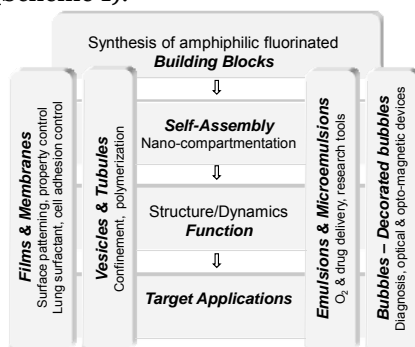 (Scheme 1).
Synthesis of amphiphilic fluorinated
Building Blocks
⇩
Self-Assembly
Nano-compartmentation
⇩
Structure/Dynamics
Function
⇩
Target Applications
Films & Membranes
Surface patterning, property control
Lung surfactant, cell adhesion control
Vesicles & Tubules
Confinement, polymerization
Emulsions & Microemulsions
O2 & drug delivery, research tools
Bubbles – Decorated bubbles
Diagnosis, optical & opto-magnetic devices